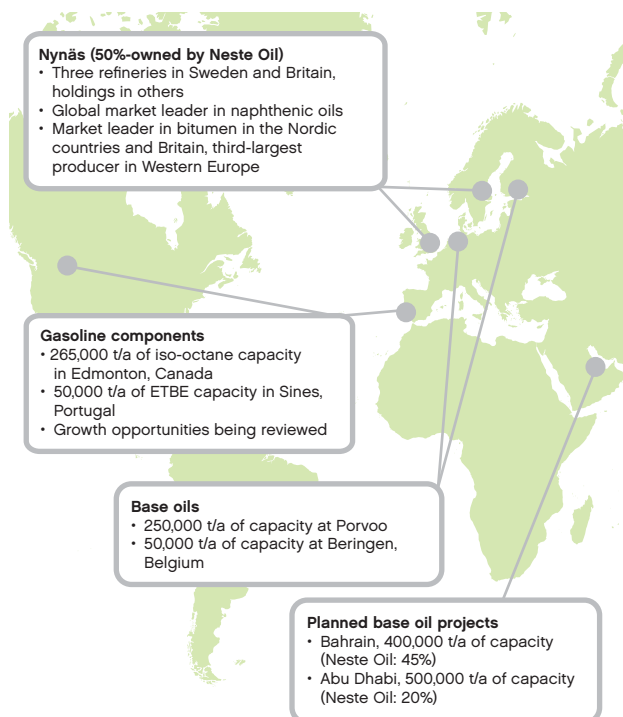 Nynäs (50%-owned by Neste Oil)
• Three refineries in Sweden and Britain,
holdings in others
• Global market leader in naphthenic oils
• Market leader in bitumen in the Nordic
countries and Britain, third-largest
producer in Western Europe
Gasoline components
• 265,000 t/a of iso-octane capacity
in Edmonton, Canada
• 50,000 t/a of ETBE capacity in Sines,
Portugal
• Growth opportunities being reviewed
Base oils
• 250,000 t/a of capacity at Porvoo
• 50,000 t/a of capacity at Beringen,
Belgium
Planned base oil projects
• Bahrain, 400,000 t/a of capacity
(Neste Oil: 45%)
• Abu Dhabi, 500,000 t/a of capacity
(Neste Oil: 20%)